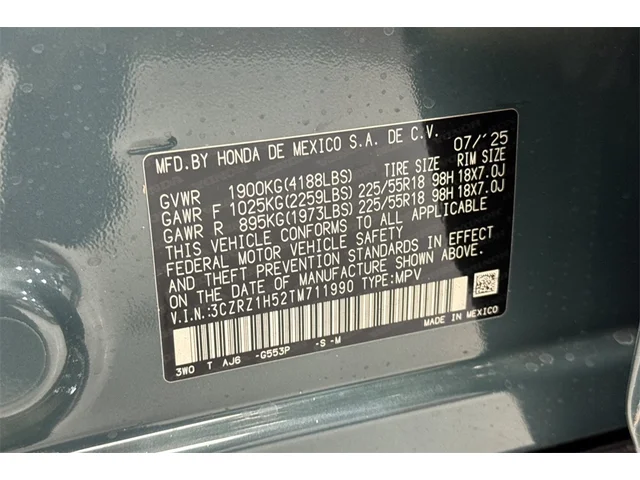 MFD.BY HONDA DE MEXICO S.A. DE C.V. 07/'25
TIRE SIZE RIM SIZE
GVWR 1900KG(4188LBS)
GAWR F 1025KG(2259LBS) 225/55R18 98H 18X7.0J
GAWR R 895KG(1973LBS) 225/55R18 98H 18X7.0J
THIS VEHICLE CONFORMS TO ALL APPLICABLE
FEDERAL MOTOR VEHICLE SAFETY
AND THEFT PREVENTION STANDARDS IN EFFECT
ON THE DATE OF MANUFACTURE SHOWN ABOVE.
V.I.N.:3CZRZ1H52TM711990 TYPE:MPV
MADE IN MEXICO
3WO T AJ6 -G553P -S-M